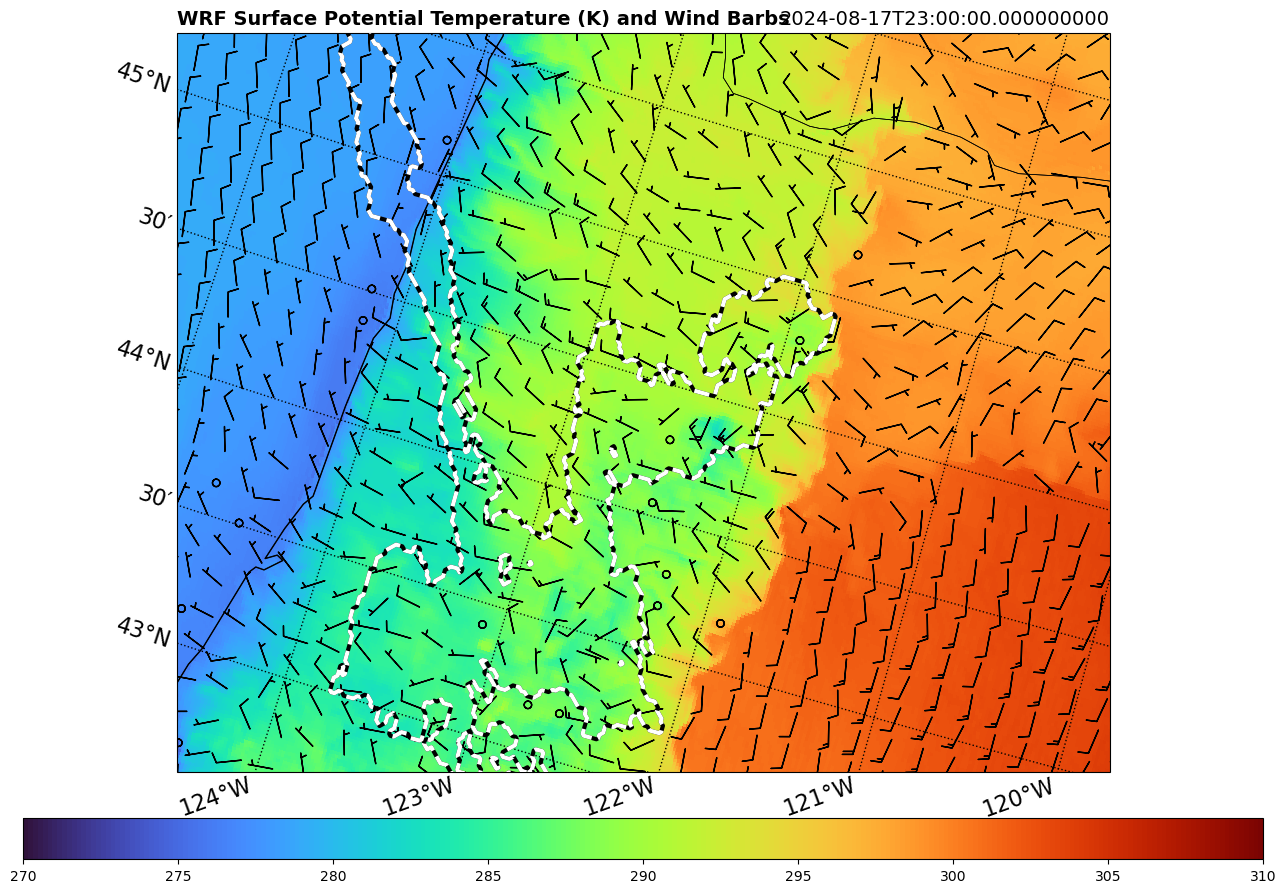 WRF Surface Potential Temperature (K) and Wind Barbs 2024-08-17T23:00:00.000000000
45°N
30′
44°N
30′
43°N
124°W 123°W 122°W 121°W 120°W
270 275 280 285 290 295 300 305 310